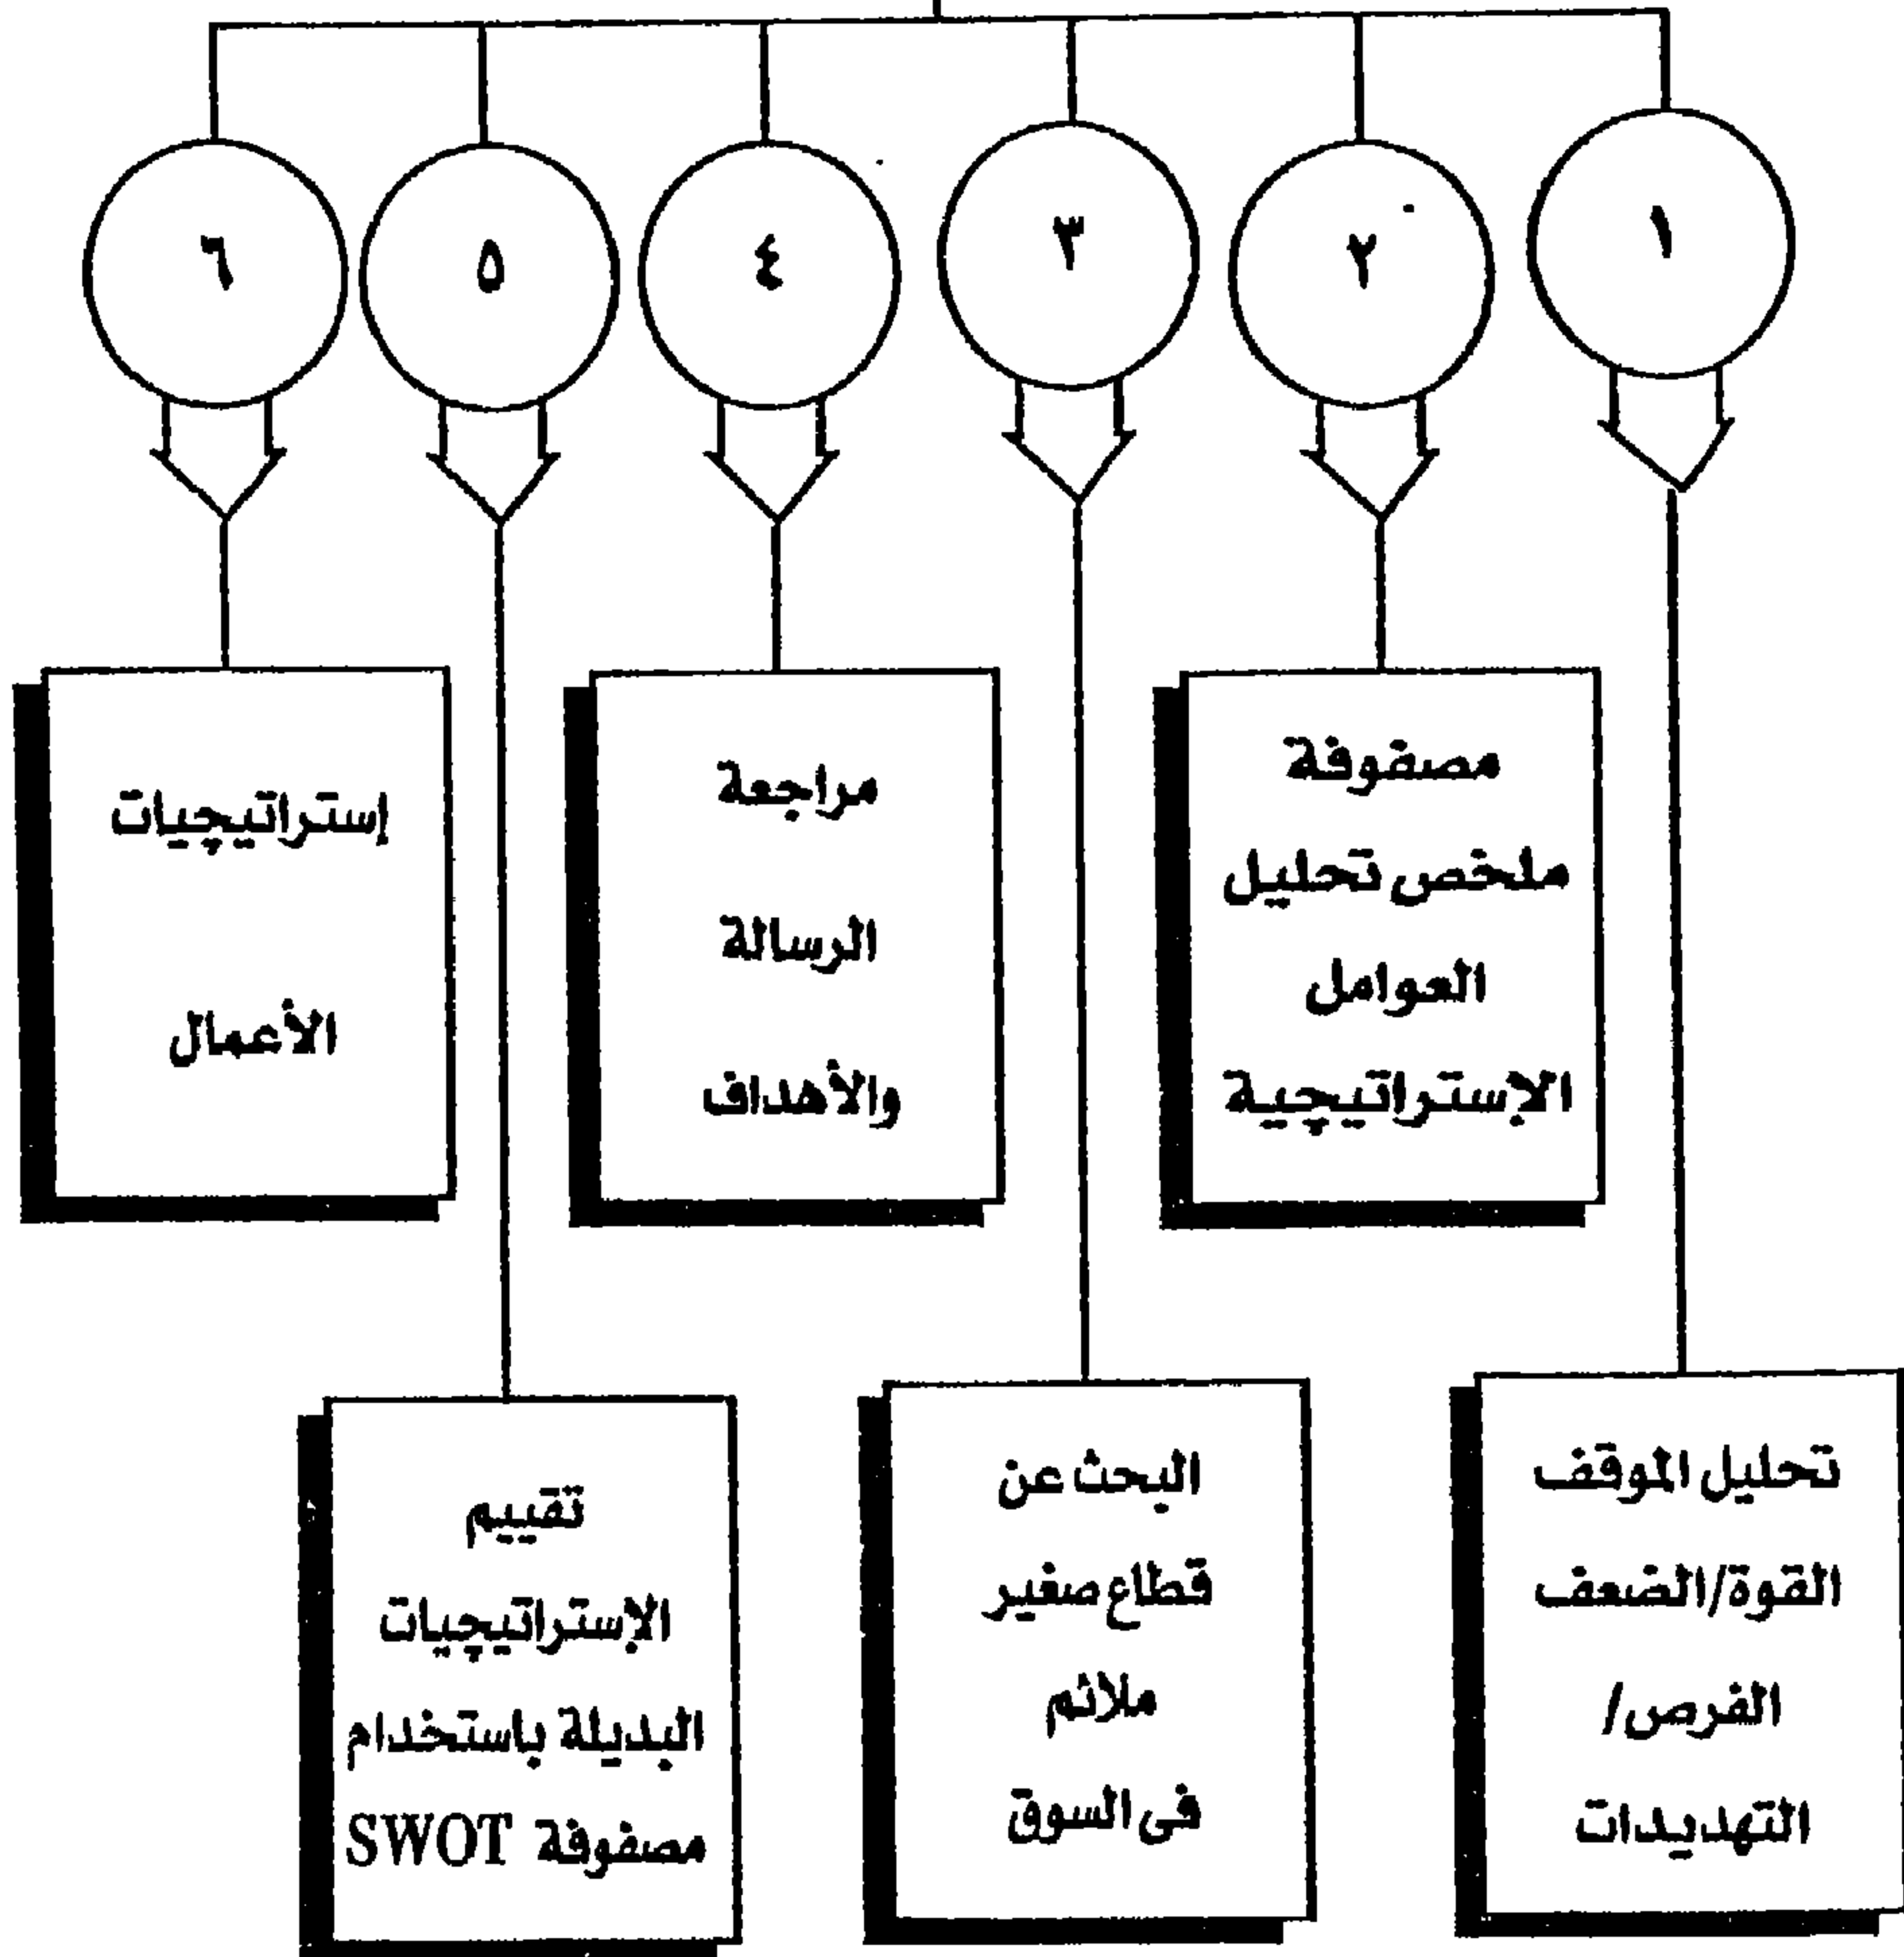 ١
٢
٣
٤
٥
٦
مصفوفة
ملخص تحليل
العوامل
الإستراتيچية
مراجعة
الرسالة
والأهداف
إستراتيچيات
الأعمال
تحليل الموقف
القوة/الضعف
الفرص/
التهديدات
البحث عن
قطاع صغير
ملائم
فى السوق
تقييم
الإستراتيچيات
البديلة باستخدام
مصفوفة SWOT